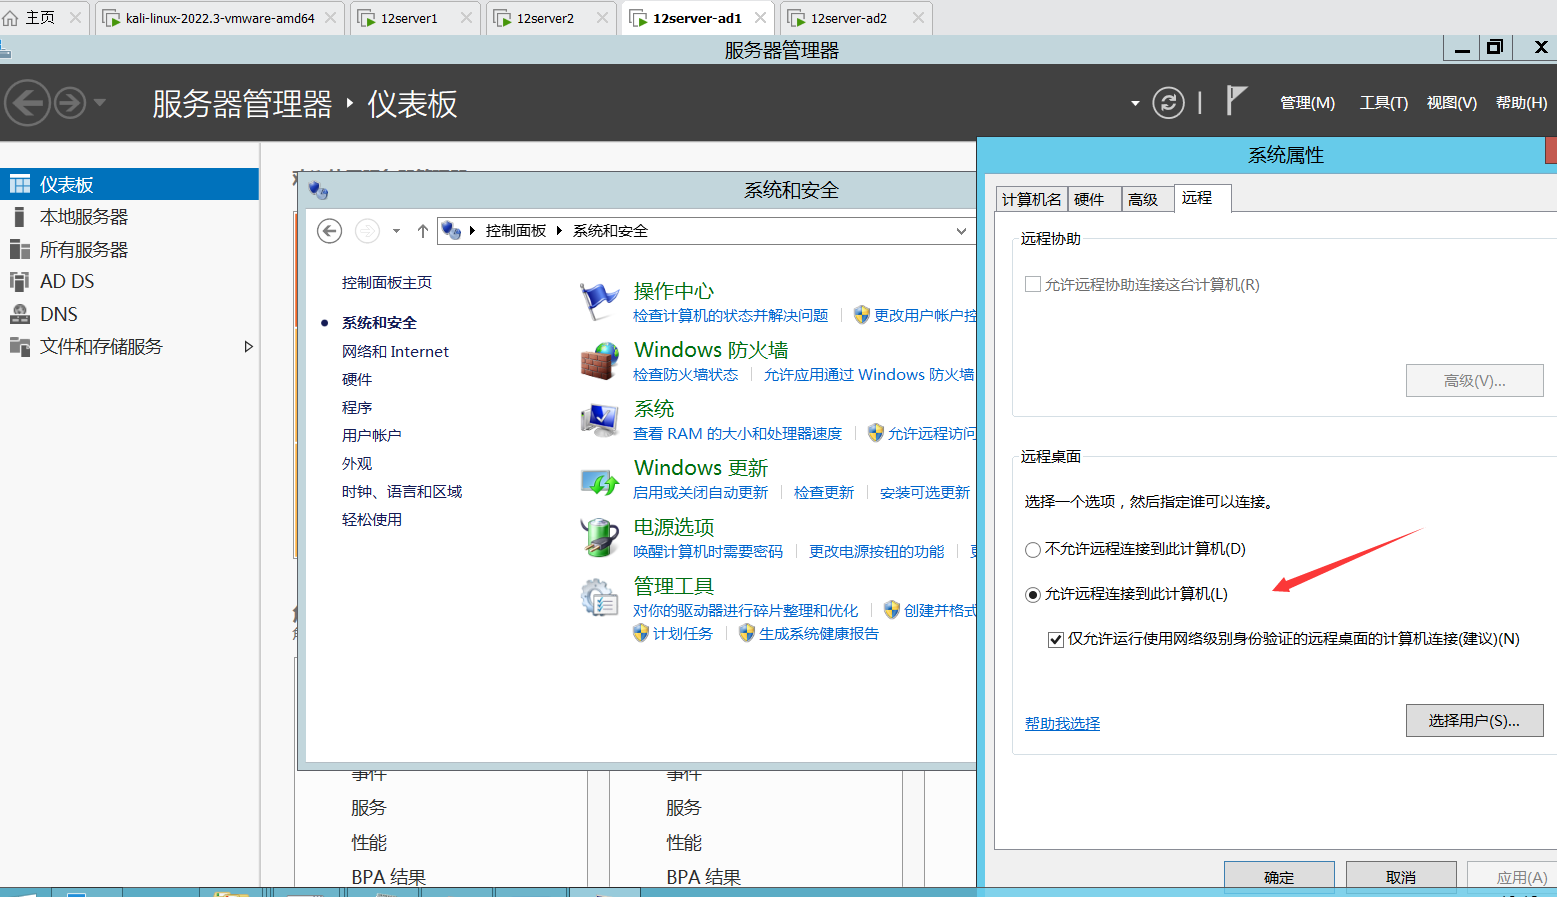 主页
kali-linux-2022.3-vmware-amd64
12server1
12server2
12server-ad1
12server-ad2
服务器管理器
服务器管理器 仪表板
管理(M)
工具(T)
视图(V)
帮助(H)
仪表板
本地服务器
所有服务器
AD DS
DNS
文件和存储服务
系统和安全
控制面板 系统和安全
控制面板主页
系统和安全
网络和 Internet
硬件
程序
用户帐户
外观
时钟、语言和区域
轻松使用
操作中心
检查计算机的状态并解决问题 更改用户帐户控
Windows 防火墙
检查防火墙状态 允许应用通过 Windows 防火墙
系统
查看 RAM 的大小和处理器速度 允许远程访问
Windows 更新
启用或关闭自动更新 检查更新 安装可选更新
电源选项
唤醒计算机时需要密码 更改电源按钮的功能
管理工具
对你的驱动器进行碎片整理和优化 创建并格式
计划任务 生成系统健康报告
事件
服务
性能
BPA 结果
事件
服务
性能
BPA 结果
系统属性
计算机名 硬件 高级 远程
远程协助
允许远程协助连接这台计算机(R)
高级(V)...
远程桌面
选择一个选项，然后指定谁可以连接。
不允许远程连接到此计算机(D)
允许远程连接到此计算机(L)
仅允许运行使用网络级别身份验证的远程桌面的计算机连接(建议)(N)
帮助我选择
选择用户(S)...
确定
取消
应用(A)